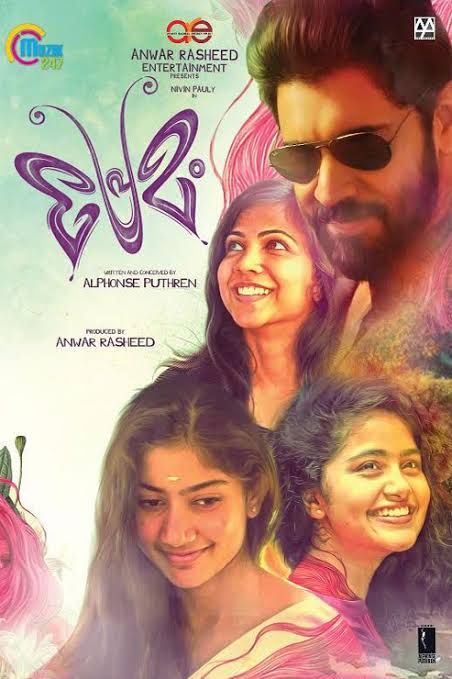 MUZIK
247
ANWAR RASHEED
ENTERTAINMENT
PRESENTS
NIVIN PAULY
IN
പ്രേമം
WRITTEN AND CONCEIVED BY
ALPHONSE PUTHREN
PRODUCED BY
ANWAR RASHEED